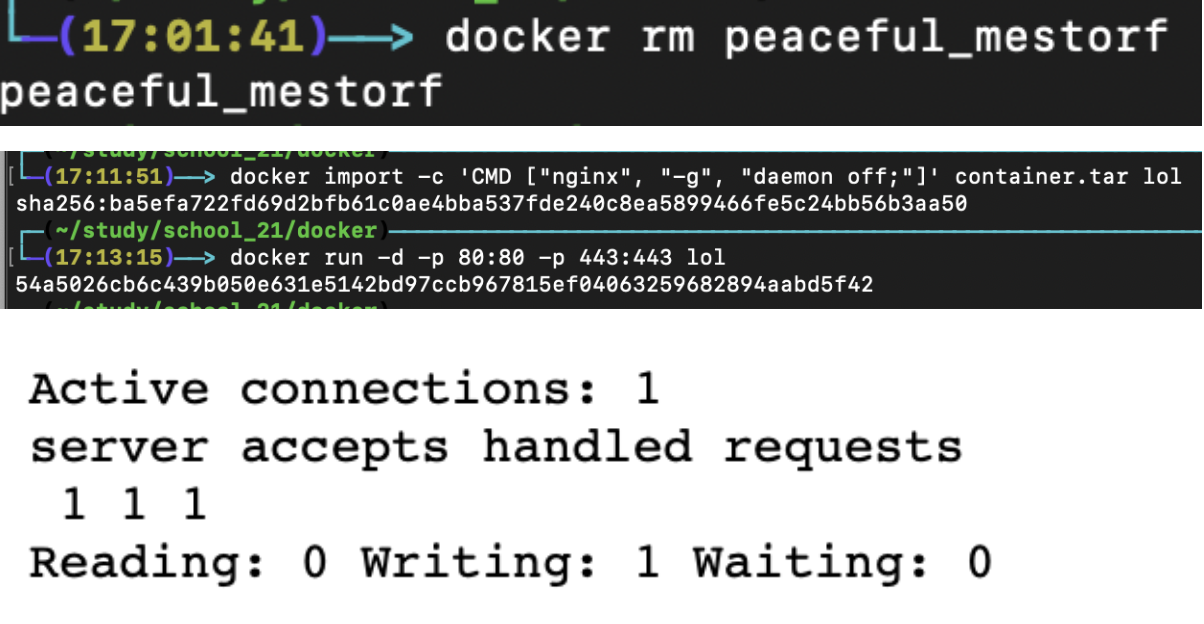 (17:01:41)——> docker rm peaceful_mestorf
peaceful_mestorf
(~/study/school_21/docker)
[(17:11:51)——> docker import -c 'CMD ["nginx", "-g", "daemon off;"]' container.tar lol
sha256:ba5efa722fd69d2bfb61c0ae4bba537fde240c8ea5899466fe5c24bb56b3aa50
(~/study/school_21/docker)
[(17:13:15)——> docker run -d -p 80:80 -p 443:443 lol
54a5026cb6c439b050e631e5142bd97ccb967815ef04063259682894aabd5f42
(~/study/school_21/docker)
Active connections: 1
server accepts handled requests
1 1 1
Reading: 0 Writing: 1 Waiting: 0